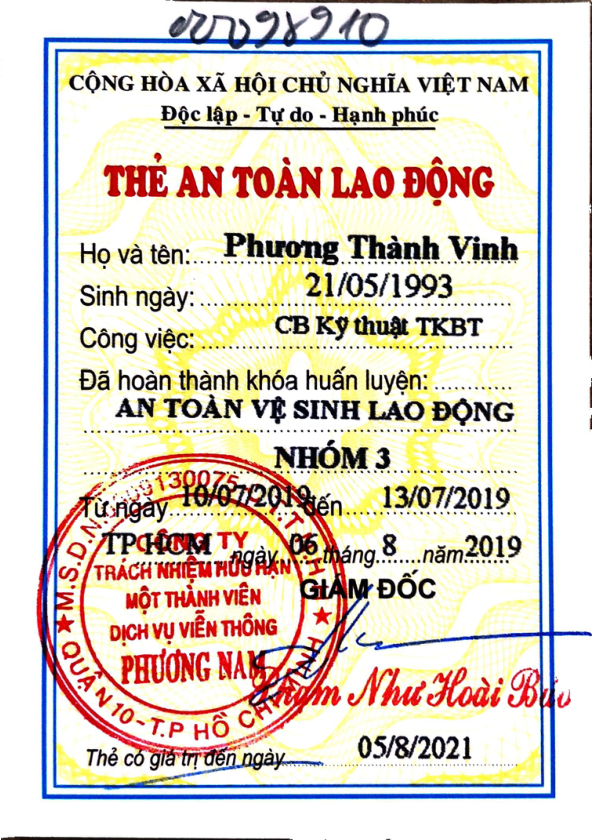 CỘNG HÒA XÃ HỘI CHỦ NGHĨA VIỆT NAM
Độc lập - Tự do - Hạnh phúc
THẺ AN TOÀN LAO ĐỘNG
Họ và tên: Phương Thành Vinh
Sinh ngày: 21/05/1993
Công việc: CB Kỹ thuật TKBT
Đã hoàn thành khóa huấn luyện:
AN TOÀN VỆ SINH LAO ĐỘNG
NHÓM 3
Từ ngày 10/07/2019 đến 13/07/2019
TP HCM ngày 06 tháng 8 năm 2019
GIÁM ĐỐC
CÔNG TY
TRÁCH NHIỆM HỮU HẠN
MỘT THÀNH VIÊN
DỊCH VỤ VIỄN THÔNG
PHƯƠNG NAM
QUẬN 10 - T.P HỒ CHÍ MINH
Phạm Như Hoài Bảo
Thẻ có giá trị đến ngày 05/8/2021